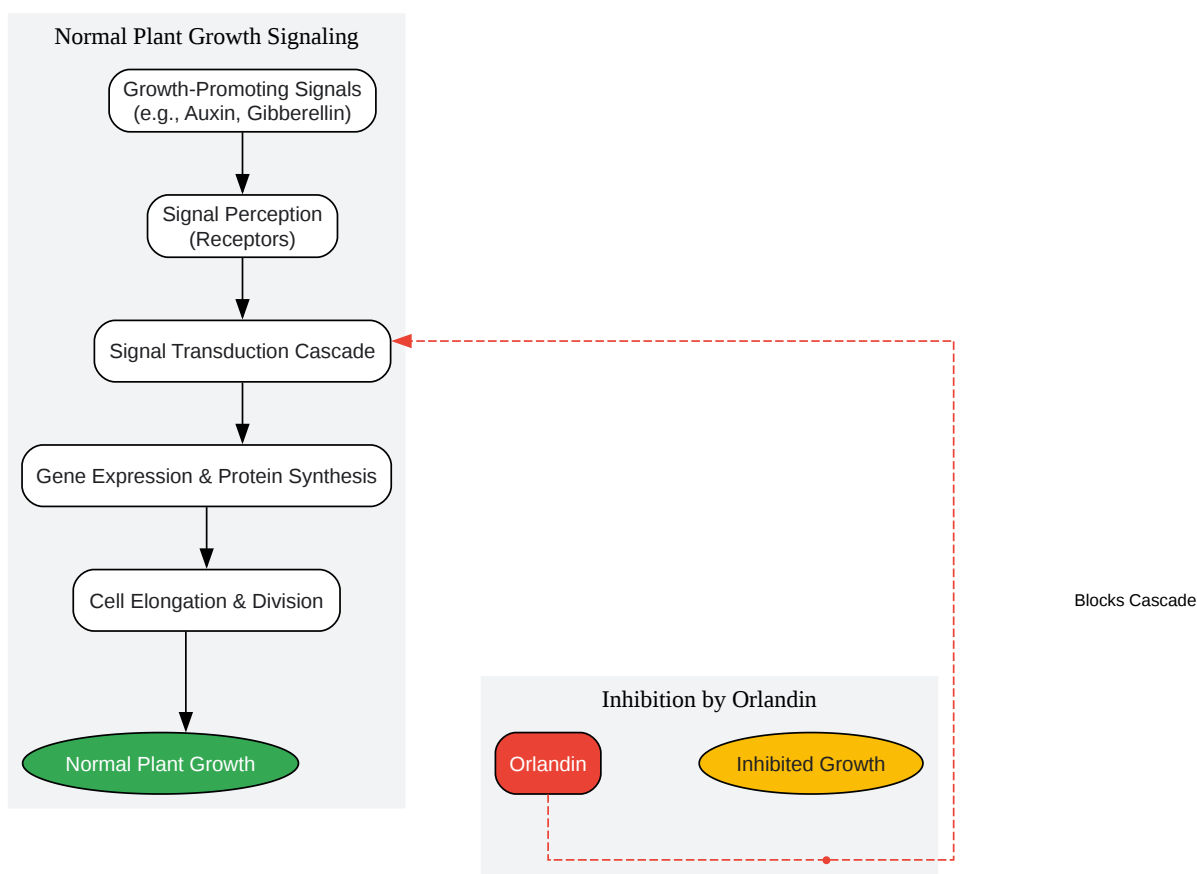 Normal Plant Growth Signaling
Growth-Promoting Signals
(e.g., Auxin, Gibberellin)
Signal Perception
(Receptors)
Signal Transduction Cascade
Gene Expression & Protein Synthesis
Cell Elongation & Division
Normal Plant Growth
Blocks Cascade
Inhibition by Orlandin
Orlandin
Inhibited Growth